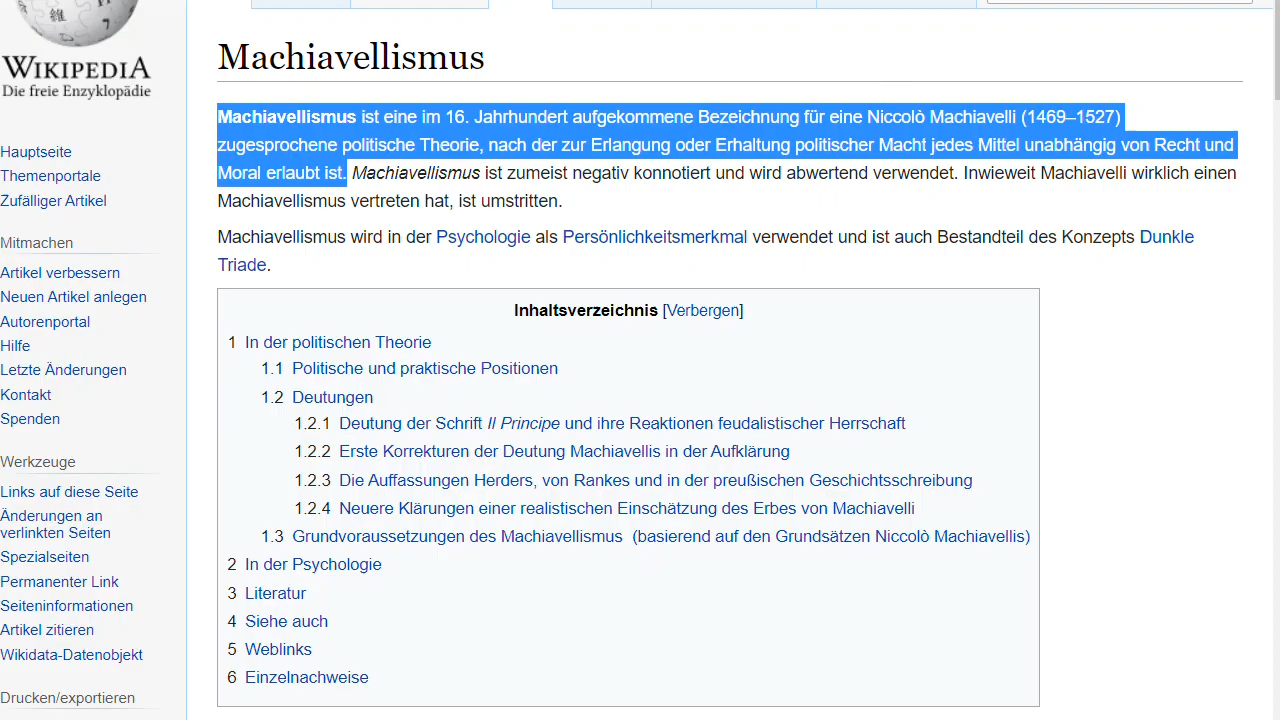 WIKIPEDIA
Die freie Enzyklopädie
Hauptseite
Themenportale
Zufälliger Artikel
Mitmachen
Artikel verbessern
Neuen Artikel anlegen
Autorenportal
Hilfe
Letzte Änderungen
Kontakt
Spenden
Werkzeuge
Links auf diese Seite
Änderungen an
verlinkten Seiten
Spezialseiten
Permanenter Link
Seiteninformationen
Artikel zitieren
Wikidata-Datenobjekt
Drucken/exportieren
Machiavellismus
Machiavellismus ist eine im 16. Jahrhundert aufgekommene Bezeichnung für eine Niccolò Machiavelli (1469–1527)
zugesprochene politische Theorie, nach der zur Erlangung oder Erhaltung politischer Macht jedes Mittel unabhängig von Recht und
Moral erlaubt ist. Machiavellismus ist zumeist negativ konnotiert und wird abwertend verwendet. Inwieweit Machiavelli wirklich einen
Machiavellismus vertreten hat, ist umstritten.
Machiavellismus wird in der Psychologie als Persönlichkeitsmerkmal verwendet und ist auch Bestandteil des Konzepts Dunkle
Triade.
Inhaltsverzeichnis [Verbergen]
1 In der politischen Theorie
1.1 Politische und praktische Positionen
1.2 Deutungen
1.2.1 Deutung der Schrift Il Principe und ihre Reaktionen feudalistischer Herrschaft
1.2.2 Erste Korrekturen der Deutung Machiavellis in der Aufklärung
1.2.3 Die Auffassungen Herders, von Rankes und in der preußischen Geschichtsschreibung
1.2.4 Neuere Klärungen einer realistischen Einschätzung des Erbes von Machiavelli
1.3 Grundvoraussetzungen des Machiavellismus (basierend auf den Grundsätzen Niccolò Machiavellis)
2 In der Psychologie
3 Literatur
4 Siehe auch
5 Weblinks
6 Einzelnachweise